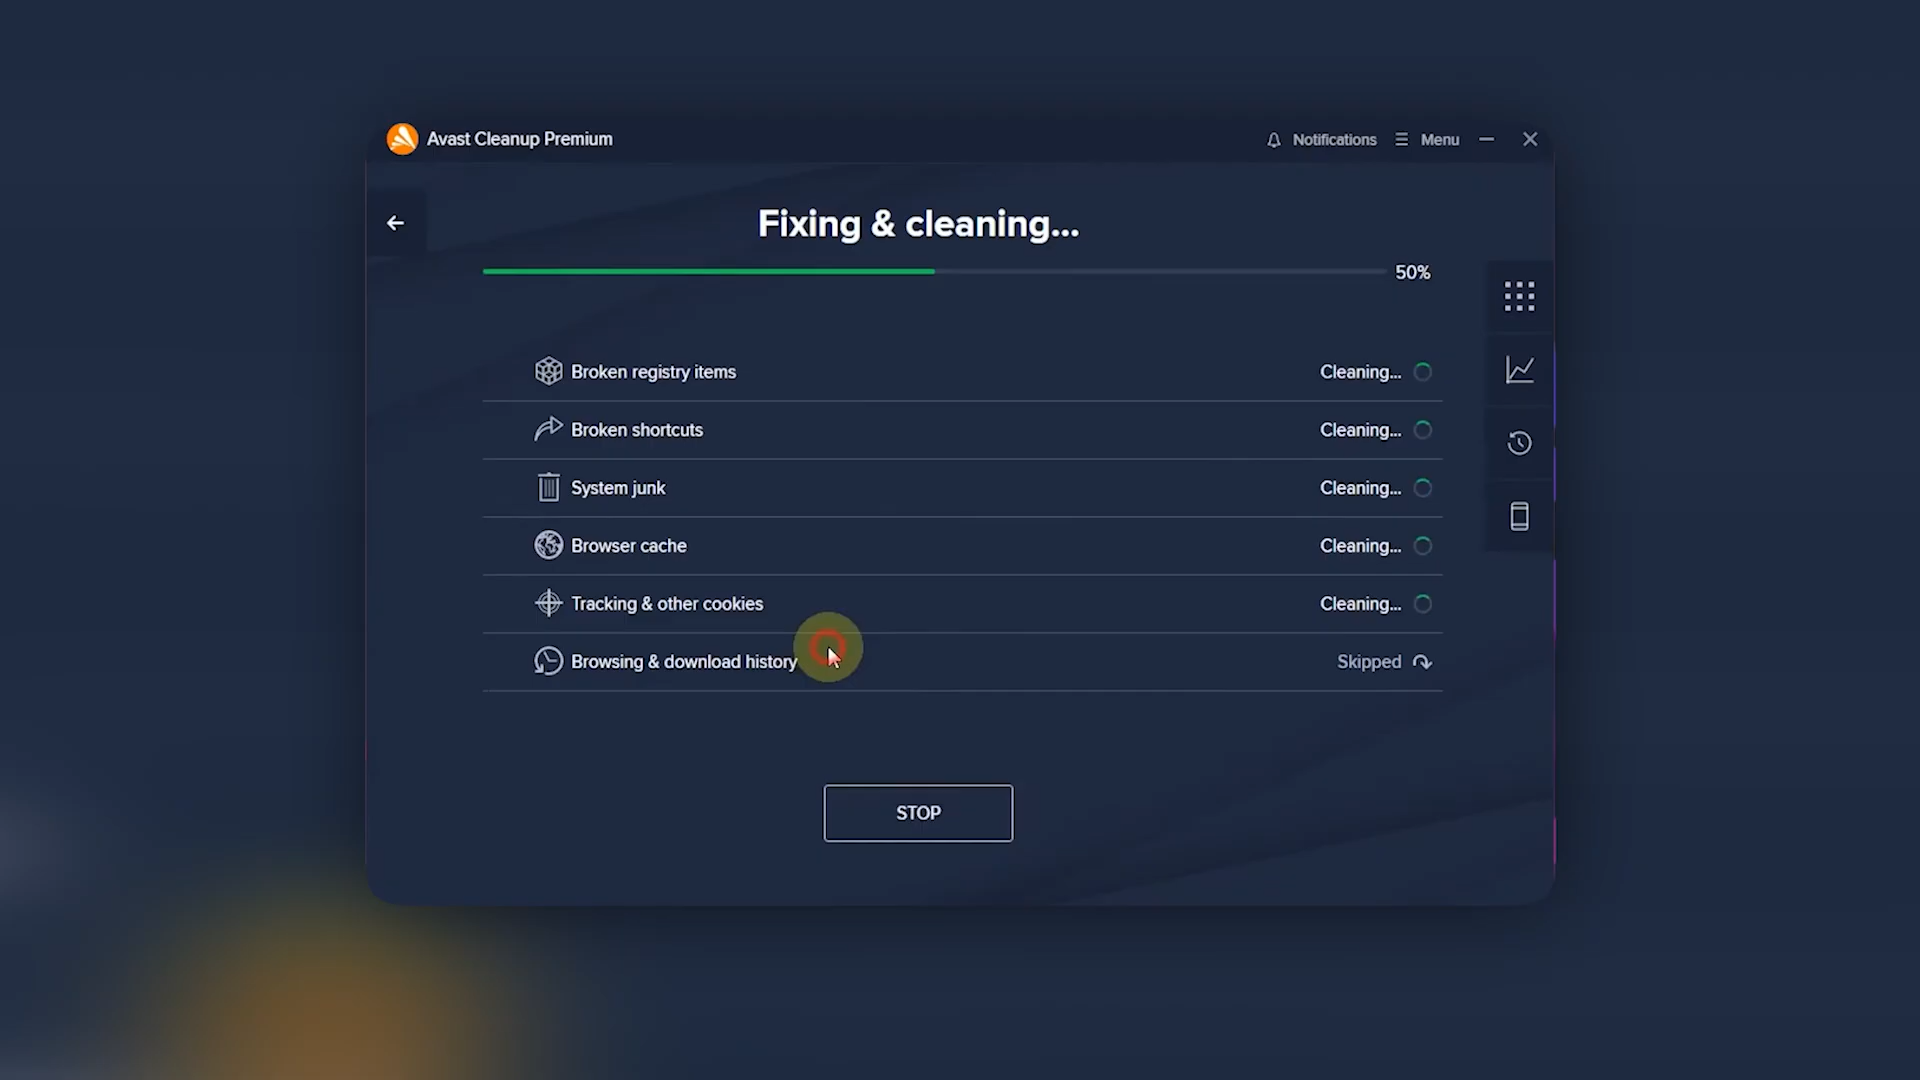 Avast Cleanup Premium
Notifications
Menu
Fixing & cleaning...
50%
Broken registry items Cleaning...
Broken shortcuts Cleaning...
System junk Cleaning...
Browser cache Cleaning...
Tracking & other cookies Cleaning...
Browsing & download history Skipped
STOP